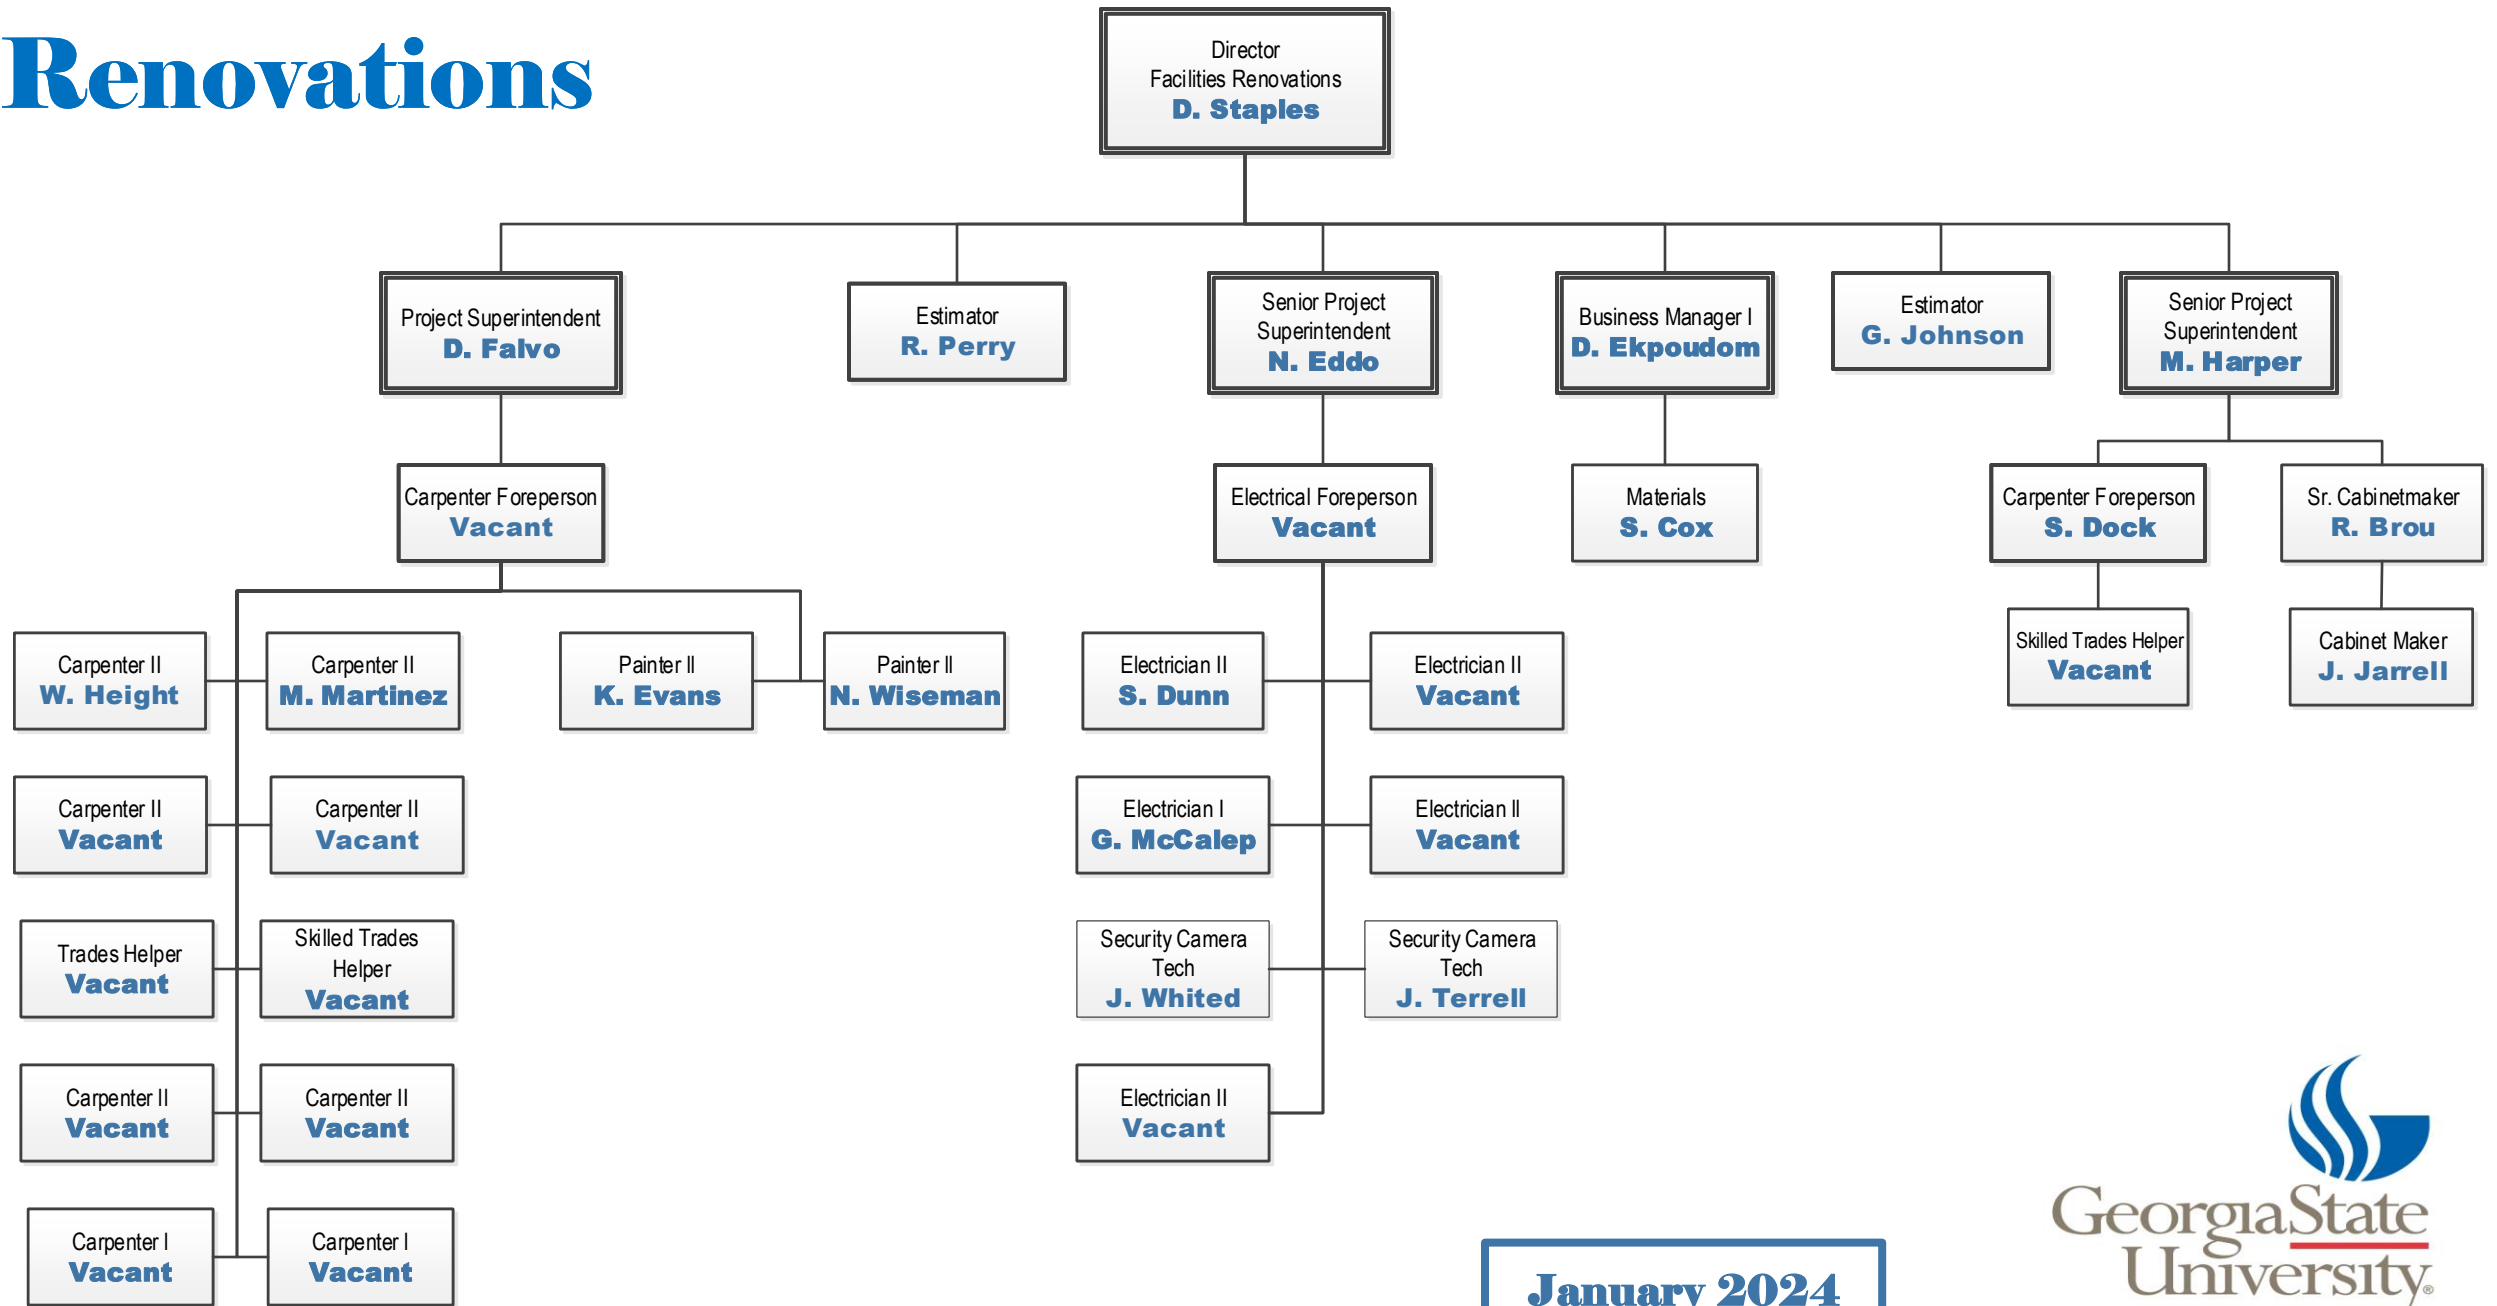 Renovations
Director
Facilities Renovations
D. Staples
Project Superintendent
D. Falvo
Estimator
R. Perry
Senior Project
Superintendent
N. Eddo
Business Manager I
D. Ekpoudom
Estimator
G. Johnson
Senior Project
Superintendent
M. Harper
Carpenter Foreperson
Vacant
Electrical Foreperson
Vacant
Materials
S. Cox
Carpenter Foreperson
S. Dock
Sr. Cabinetmaker
R. Brou
Carpenter II
W. Height
Carpenter II
M. Martinez
Painter II
K. Evans
Painter II
N. Wiseman
Electrician II
S. Dunn
Electrician II
Vacant
Skilled Trades Helper
Vacant
Cabinet Maker
J. Jarrell
Carpenter II
Vacant
Carpenter II
Vacant
Electrician I
G. McCalep
Electrician II
Vacant
Trades Helper
Vacant
Skilled Trades
Helper
Vacant
Security Camera
Tech
J. Whited
Security Camera
Tech
J. Terrell
Carpenter II
Vacant
Carpenter II
Vacant
Electrician II
Vacant
Carpenter I
Vacant
Carpenter I
Vacant
January 2024
GeorgiaState
University®